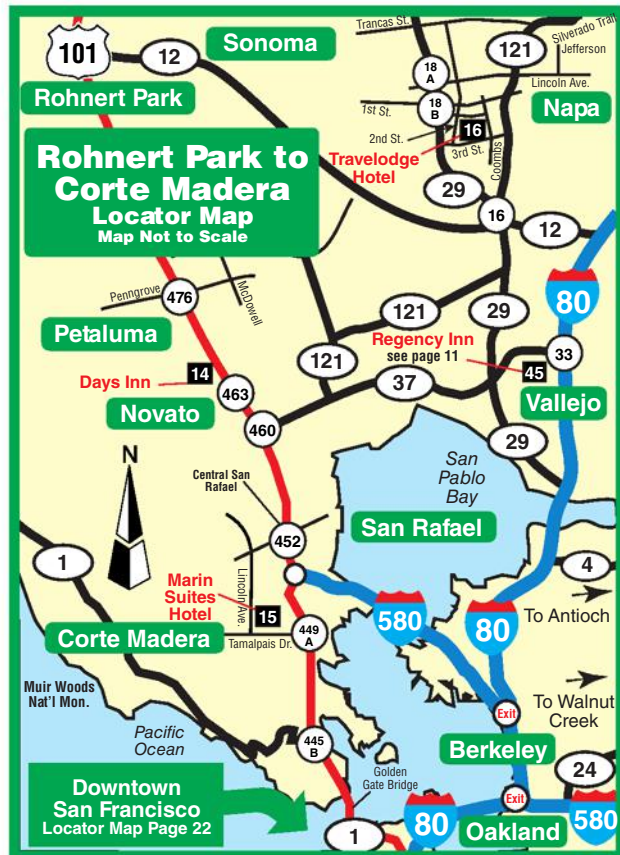 Trancas St.
Silverado Trail
Sonoma
121
Jefferson
101
12
18
A
Lincoln Ave.
Rohnert Park
18
B
1st St.
Napa
2nd St.
16
3rd St.
Coombs
Travelodge
Hotel
Rohnert Park to
Corte Madera
Locator Map
Map Not to Scale
29
16
12
McDowell
Penngrove
476
80
121
29
Petaluma
Regency Inn
see page 11
33
121
Days Inn
14
37
45
463
Vallejo
Novato
460
29
N
San
Pablo
Bay
Central San
Rafael
San Rafael
452
1
4
Marin
Suites
Hotel
Lincoln Ave.
15
580
80
To Antioch
Corte Madera
449
A
Tamalpais Dr.
Muir Woods
Nat'l Mon.
To Walnut
Creek
Exit
Pacific
Ocean
445
B
Berkeley
Golden
Gate Bridge
24
Downtown
San Francisco
Locator Map Page 22
Exit
1
80
Oakland
580